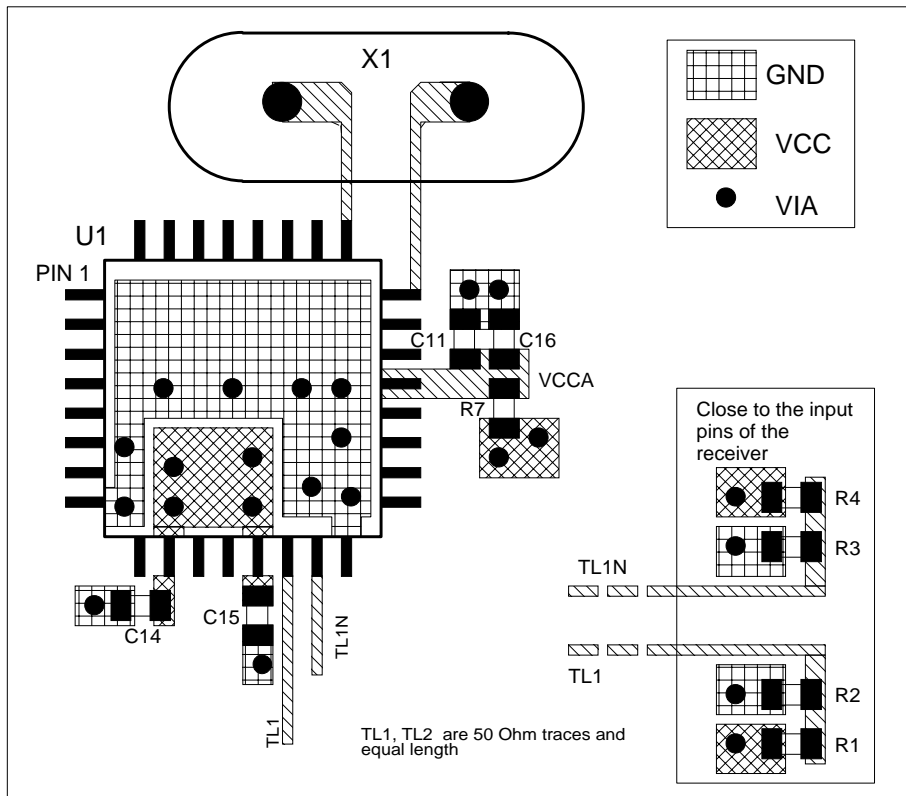 X1
GND
VCC
VIA
U1
PIN 1
C11
C16
VCCA
R7
Close to the input
pins of the
receiver
R4
R3
TL1N
TL1
R2
R1
C14
C15
TL1
TL1N
TL1, TL2 are 50 Ohm traces and
equal length